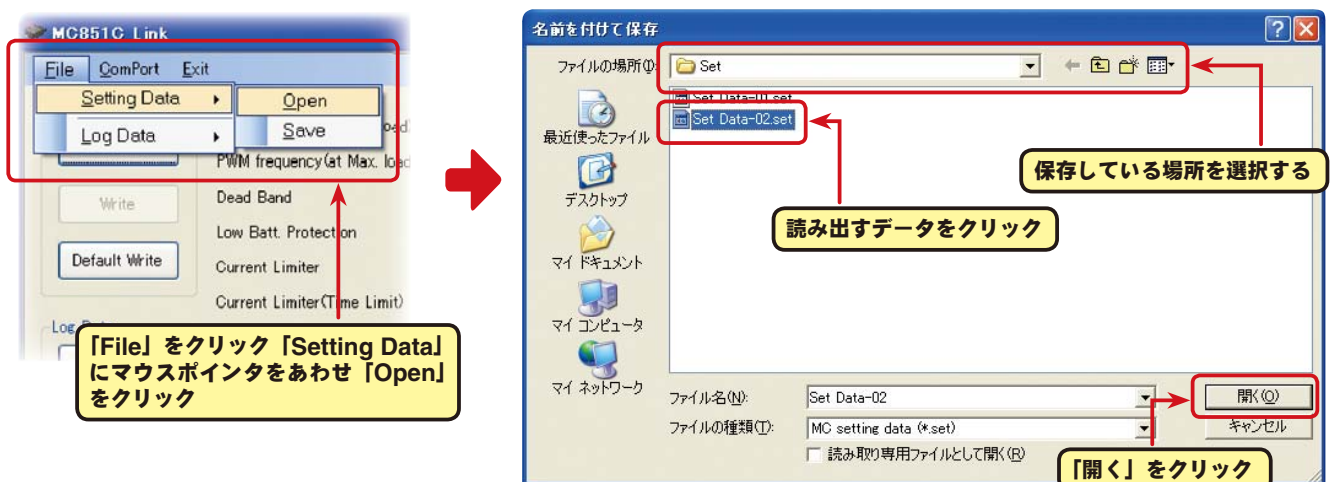 MC851C Link
File ComPort Exit
Setting Data
Open
Log Data
Save
PWM frequency(at Max. load
Write
Dead Band
Low Batt. Protection
Default Write
Current Limiter
Current Limiter(Time Limit)
「File」をクリック「Setting Data」
にマウスポインタをあわせ「Open」
をクリック
名前を付けて保存
ファイルの場所(I):
Set
Set Data-01.set
Set Data-02.set
最近使ったファイル
デスクトップ
マイ ドキュメント
マイ コンピュータ
マイ ネットワーク
保存している場所を選択する
読み出すデータをクリック
ファイル名(N):
Set Data-02
開く(O)
ファイルの種類(T):
MC setting data (*.set)
キャンセル
読み取り専用ファイルとして開く(R)
「開く」をクリック